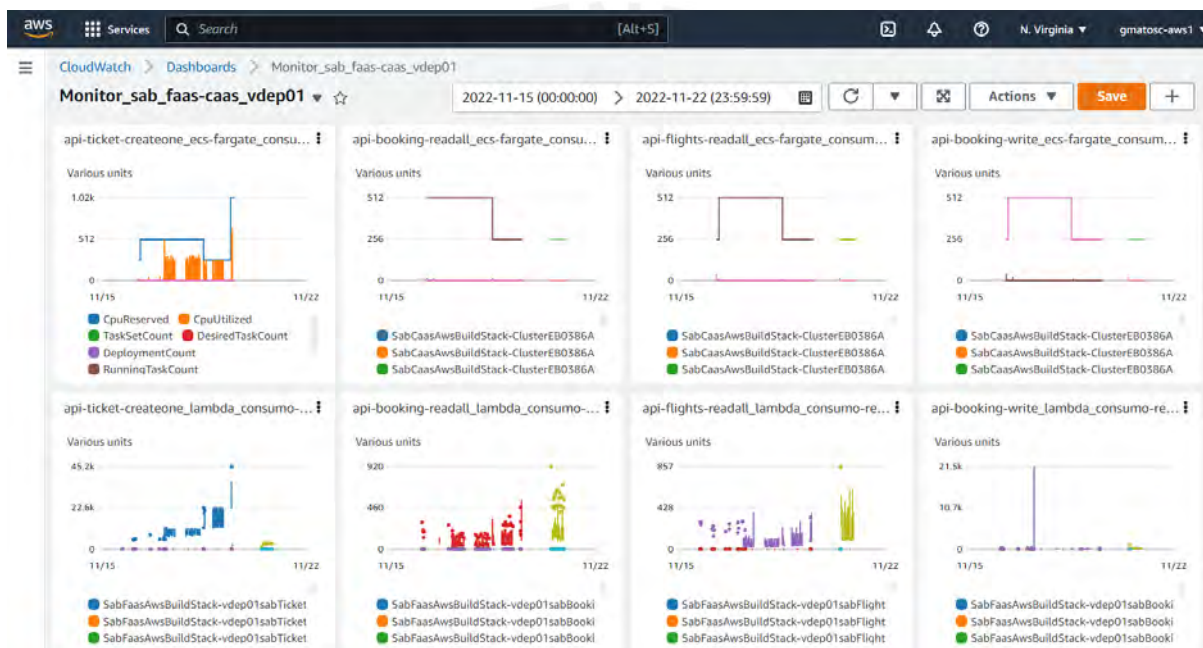 aws Services Search [Alt+S] N. Virginia gmatosc-aws1
CloudWatch > Dashboards > Monitor_sab_faas-caas_vdep01
Monitor_sab_faas-caas_vdep01 2022-11-15 (00:00:00) > 2022-11-22 (23:59:59) Actions Save
api-ticket-createone_ecs-fargate_consu... api-booking-readall_ecs-fargate_consu... api-flights-readall_ecs-fargate_consum... api-booking-write_ecs-fargate_consum...
Various units Various units Various units Various units
1.02k 512 512 512
512 256 256 256
0 0 0 0
11/15 11/22 11/15 11/22 11/15 11/22 11/15 11/22
CpuReserved CpuUtilized SabCaasAwsBuildStack-ClusterEB0386A SabCaasAwsBuildStack-ClusterEB0386A SabCaasAwsBuildStack-ClusterEB0386A
TaskSetCount DesiredTaskCount SabCaasAwsBuildStack-ClusterEB0386A SabCaasAwsBuildStack-ClusterEB0386A SabCaasAwsBuildStack-ClusterEB0386A
DeploymentCount SabCaasAwsBuildStack-ClusterEB0386A SabCaasAwsBuildStack-ClusterEB0386A SabCaasAwsBuildStack-ClusterEB0386A
RunningTaskCount
api-ticket-createone_lambda_consumo-... api-booking-readall_lambda_consumo-... api-flights-readall_lambda_consumo-re... api-booking-write_lambda_consumo-re...
Various units Various units Various units Various units
45.2k 920 857 21.5k
22.6k 460 428 10.7k
0 0 0 0
11/15 11/22 11/15 11/22 11/15 11/22 11/15 11/22
SabFaasAwsBuildStack-vdep01sabTicket SabFaasAwsBuildStack-vdep01sabBooki SabFaasAwsBuildStack-vdep01sabFlight SabFaasAwsBuildStack-vdep01sabBooki
SabFaasAwsBuildStack-vdep01sabTicket SabFaasAwsBuildStack-vdep01sabBooki SabFaasAwsBuildStack-vdep01sabFlight SabFaasAwsBuildStack-vdep01sabBooki
SabFaasAwsBuildStack-vdep01sabTicket SabFaasAwsBuildStack-vdep01sabBooki SabFaasAwsBuildStack-vdep01sabFlight SabFaasAwsBuildStack-vdep01sabBooki